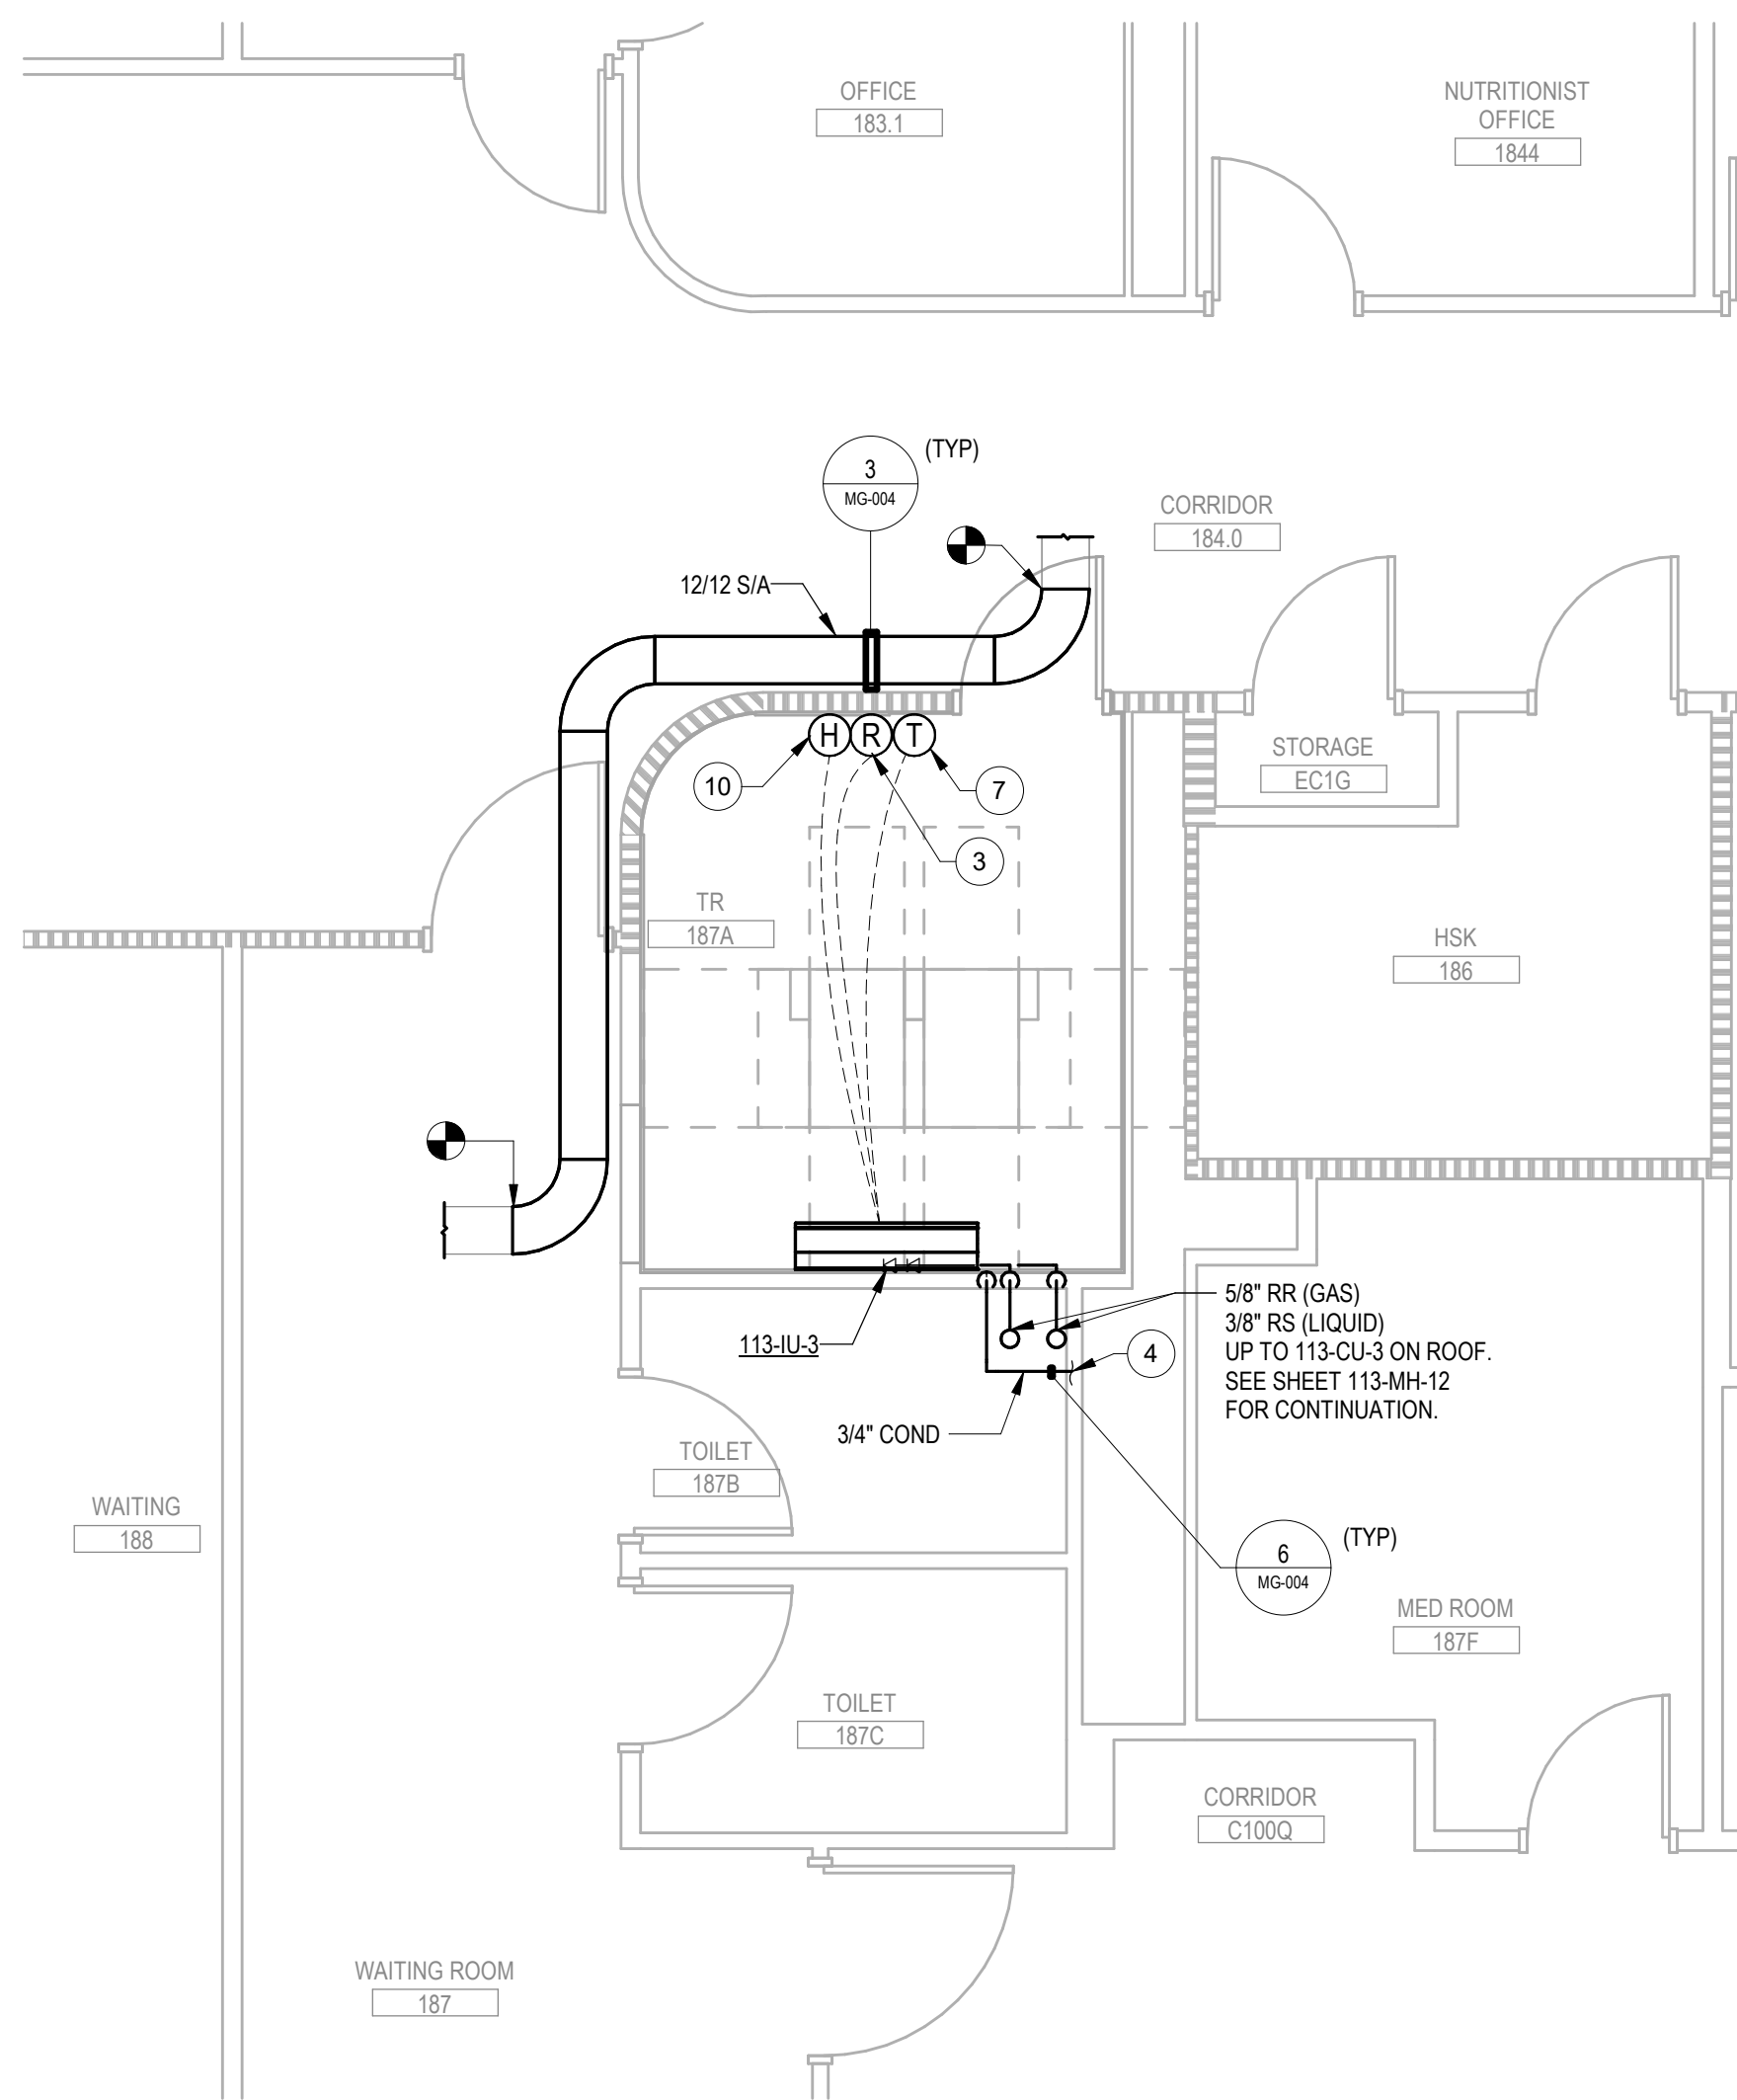 OFFICE
183.1
NUTRITIONIST
OFFICE
1844
3
MG-004
(TYP)
CORRIDOR
184.0
12/12 S/A
H
R
T
10
7
3
STORAGE
EC1G
TR
187A
HSK
186
113-IU-3
5/8" RR (GAS)
3/8" RS (LIQUID)
UP TO 113-CU-3 ON ROOF.
SEE SHEET 113-MH-12
FOR CONTINUATION.
4
3/4" COND
TOILET
187B
WAITING
188
6
MG-004
(TYP)
MED ROOM
187F
TOILET
187C
CORRIDOR
C100Q
WAITING ROOM
187